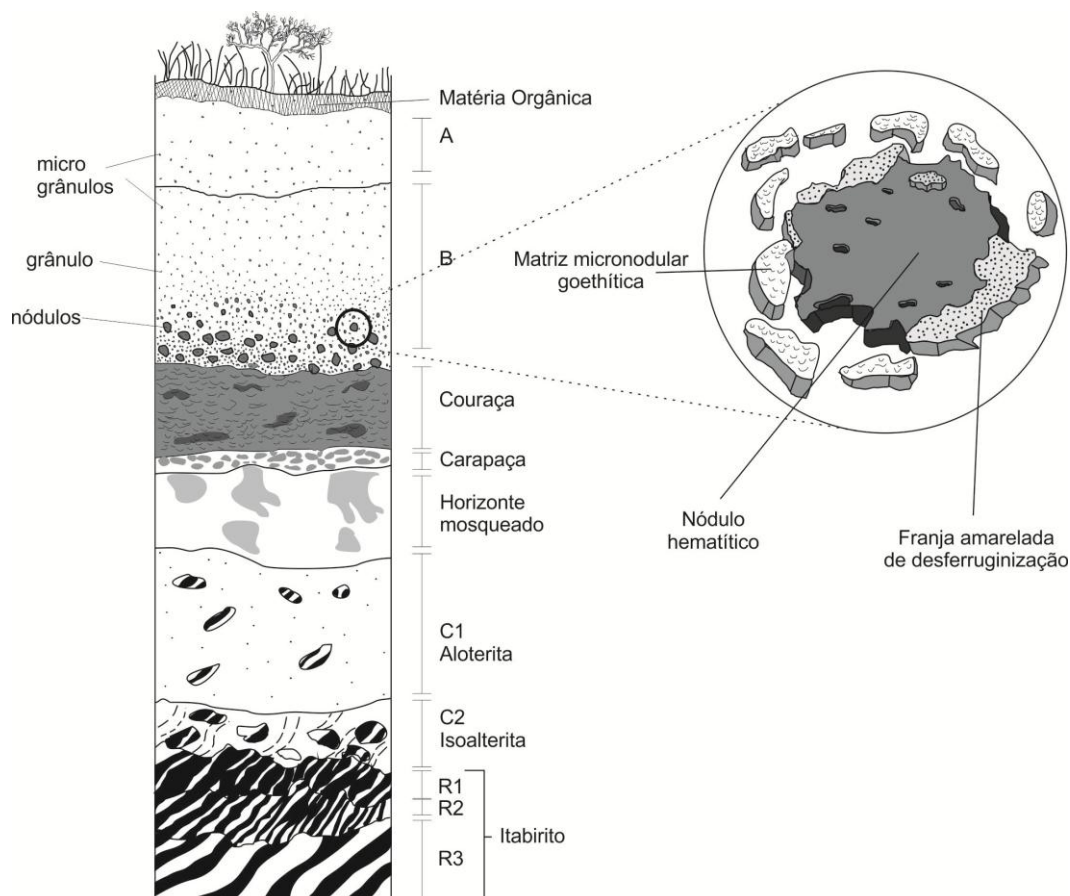 Matéria Orgânica
A
micro
grânulos
B
grânulo
nódulos
Couraça
Carapaça
Horizonte
mosqueado
C1
Aloterita
C2
Isoalterita
R1
R2
R3
Itabirito
Matriz micronodular
goethítica
Nódulo
hematítico
Franja amarelada
de desferruginização